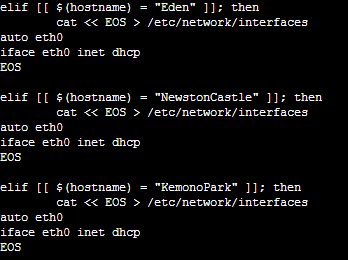 elif [[ $(hostname) = "Eden" ]]; then
        cat << EOS > /etc/network/interfaces
auto eth0
iface eth0 inet dhcp
EOS

elif [[ $(hostname) = "NewstonCastle" ]]; then
        cat << EOS > /etc/network/interfaces
auto eth0
iface eth0 inet dhcp
EOS

elif [[ $(hostname) = "KemonoPark" ]]; then
        cat << EOS > /etc/network/interfaces
auto eth0
iface eth0 inet dhcp
EOS